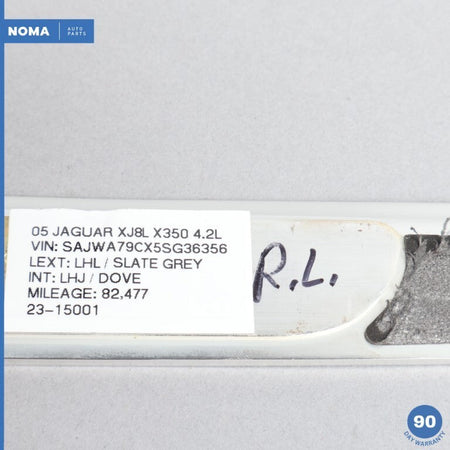 NOMA AUTO PARTS
05 JAGUAR XJ8L X350 4.2L
VIN: SAJWA79CX5SG36356
LEXT: LHL / SLATE GREY
INT: LHJ / DOVE
MILEAGE: 82,477
23-15001
R.L.
90
DAY WARRANTY